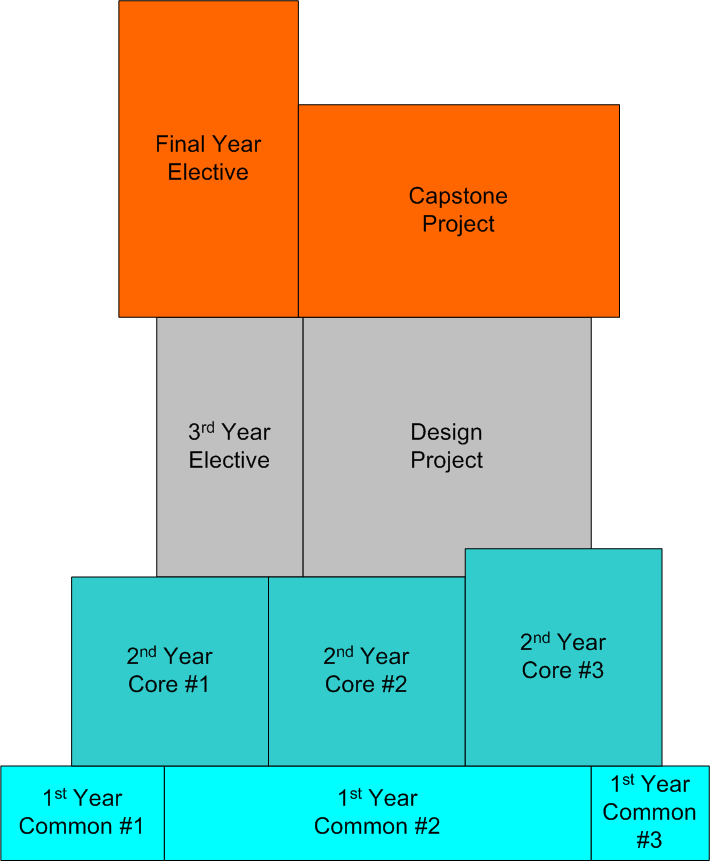 Final Year
Elective
Capstone
Project
3rd Year
Elective
Design
Project
2nd Year
Core #1
2nd Year
Core #2
2nd Year
Core #3
1st Year
Common #1
1st Year
Common #2
1st Year
Common
#3